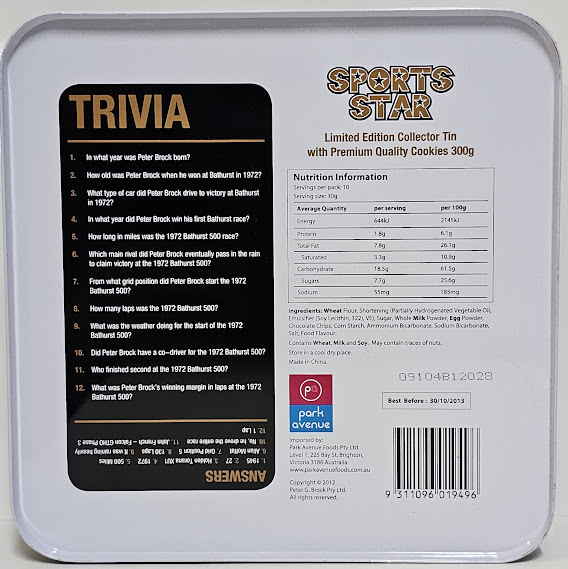 SPORTS
STAR
Limited Edition Collector Tin
with Premium Quality Cookies 300g
TRIVIA
1. In what year was Peter Brock born?
2. How old was Peter Brock when he won at Bathurst in 1972?
3. What type of car did Peter Brock drive to victory at Bathurst
in 1972?
4. In what year did Peter Brock win his first Bathurst race?
5. How long in miles was the 1972 Bathurst 500 race?
6. Which main rival did Peter Brock eventually pass in the rain
to claim victory at the 1972 Bathurst 500?
7. From what grid position did Peter Brock start the 1972
Bathurst 500?
8. How many laps was the 1972 Bathurst 500?
9. What was the weather doing for the start of the 1972
Bathurst 500?
10. Did Peter Brock have a co-driver for the 1972 Bathurst 500?
11. Who finished second at the 1972 Bathurst 500?
12. What was Peter Brock's winning margin in laps at the 1972
Bathurst 500?
ANSWERS
1. 1945 2. 27 3. Holden Torana XU1 4. 1972 5. 500 Miles
6. Allan Moffat 7. Grid Position 5 8. 130 Laps 9. It was raining heavily
10. No, he drove the entire race 11. John French – Falcon GTHO Phase 3
12. 1 Lap
Nutrition Information
Servings per pack: 10
Serving size: 30g
Average Quantity per serving per 100g
Energy 644kJ 2145kJ
Protein 1.8g 6.1g
Total Fat 7.8g 26.1g
Saturated 3.3g 10.9g
Carbohydrate 18.5g 61.5g
Sugars 7.7g 25.6g
Sodium 55mg 185mg
Ingredients: Wheat Flour, Shortening (Partially Hydrogenated Vegetable Oil,
Emulsifier (Soy Lecithin, 322, VE), Sugar, Whole Milk Powder, Egg Powder,
Chocolate Chips, Corn Starch, Ammonium Bicarbonate, Sodium Bicarbonate,
Salt, Food Flavour.
Contains Wheat, Milk and Soy. May contain traces of nuts.
Store in a cool dry place.
Made in China.
09104B12028
Best Before: 30/10/2013
P
park
avenue
Imported by:
Park Avenue Foods Pty Ltd
Level 1, 225 Bay St, Brighton,
Victoria 3186 Australia
www.parkavenuefoods.com.au
Copyright © 2012
Peter G. Brock Pty Ltd.
All rights reserved.
9 311096 019496